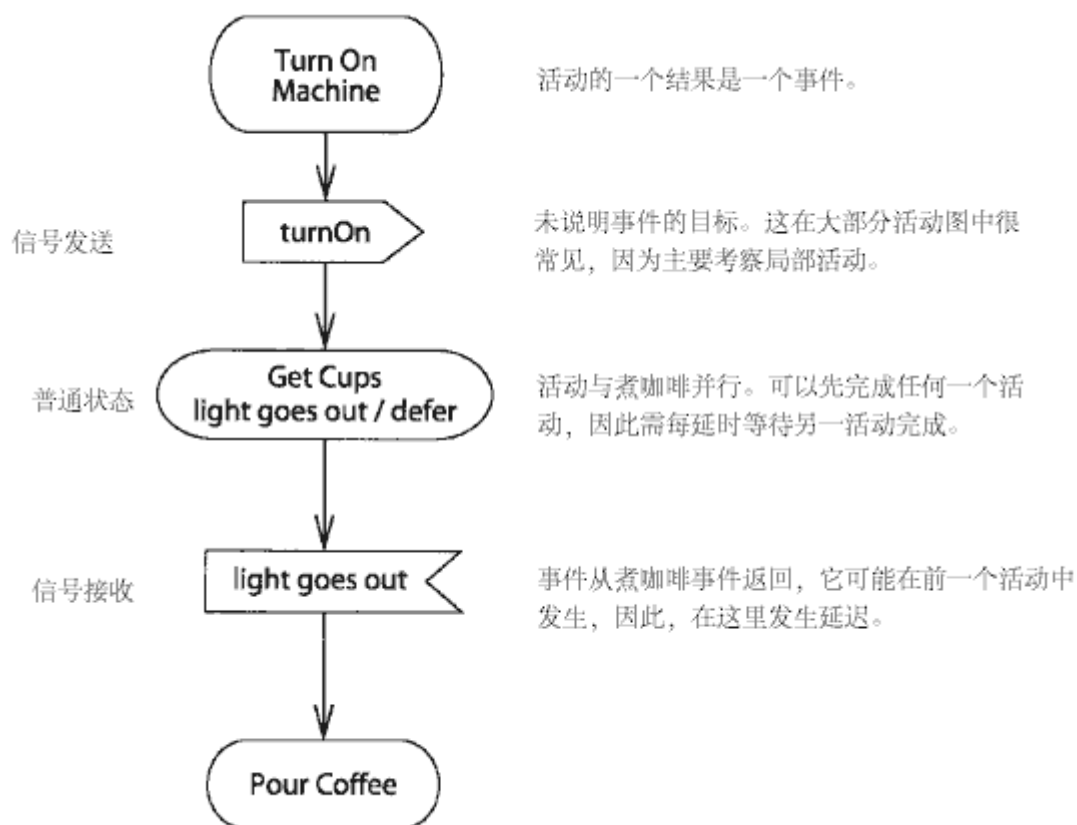 Turn On
Machine
活动的一个结果是一个事件。
信号发送
turnOn
未说明事件的目标。这在大部分活动图中很
常见，因为主要考察局部活动。
普通状态
Get Cups
light goes out / defer
活动与煮咖啡并行。可以先完成任何一个活
动，因此需每延时等待另一活动完成。
信号接收
light goes out
事件从煮咖啡事件返回，它可能在前一个活动中
发生，因此，在这里发生延迟。
Pour Coffee